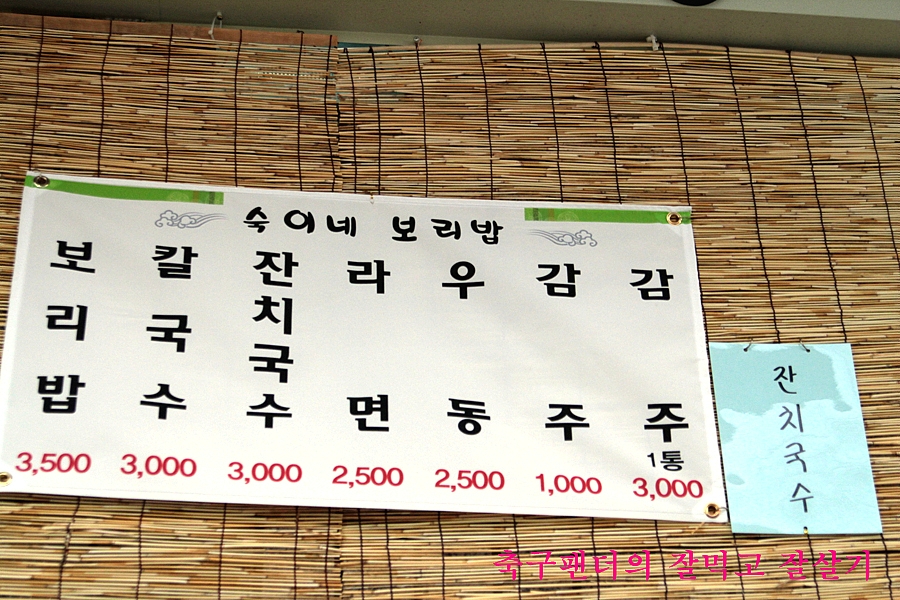 숙이네 보리밥
보리밥
3,500
칼국수
3,000
잔치국수
3,000
라면
2,500
우동
2,500
감주
1,000
감주
1통
3,000
잔치국수
축구팬더의 잘먹고 잘살기